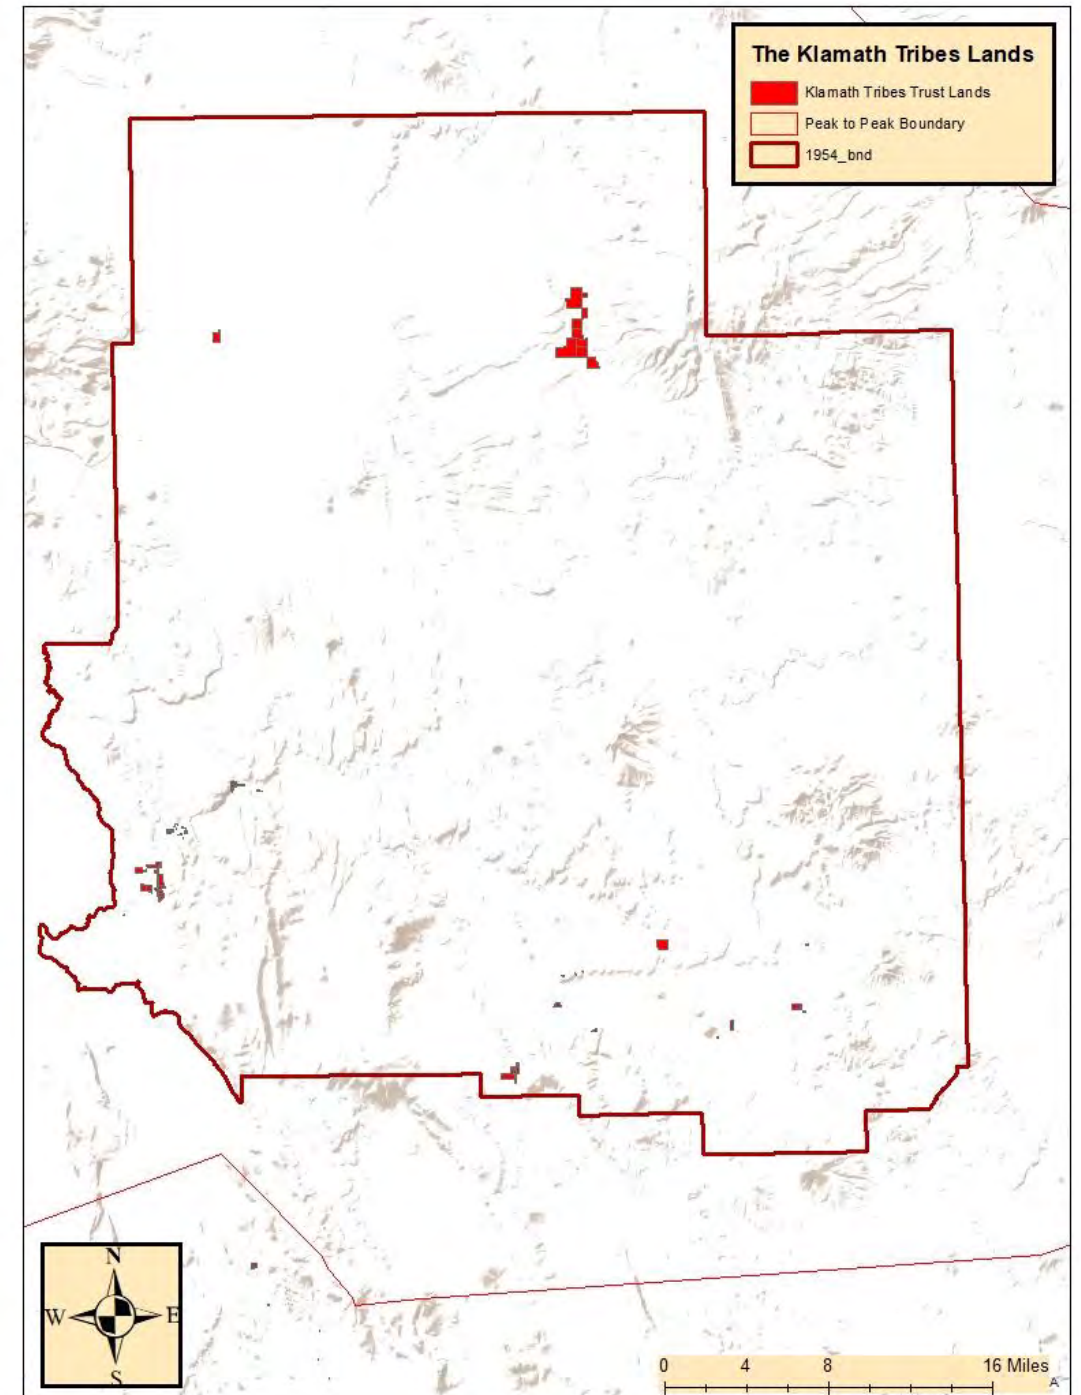 The Klamath Tribes Lands
Klamath Tribes Trust Lands
Peak to Peak Boundary
1954_bnd
N
W E
S
0 4 8 16 Miles
A